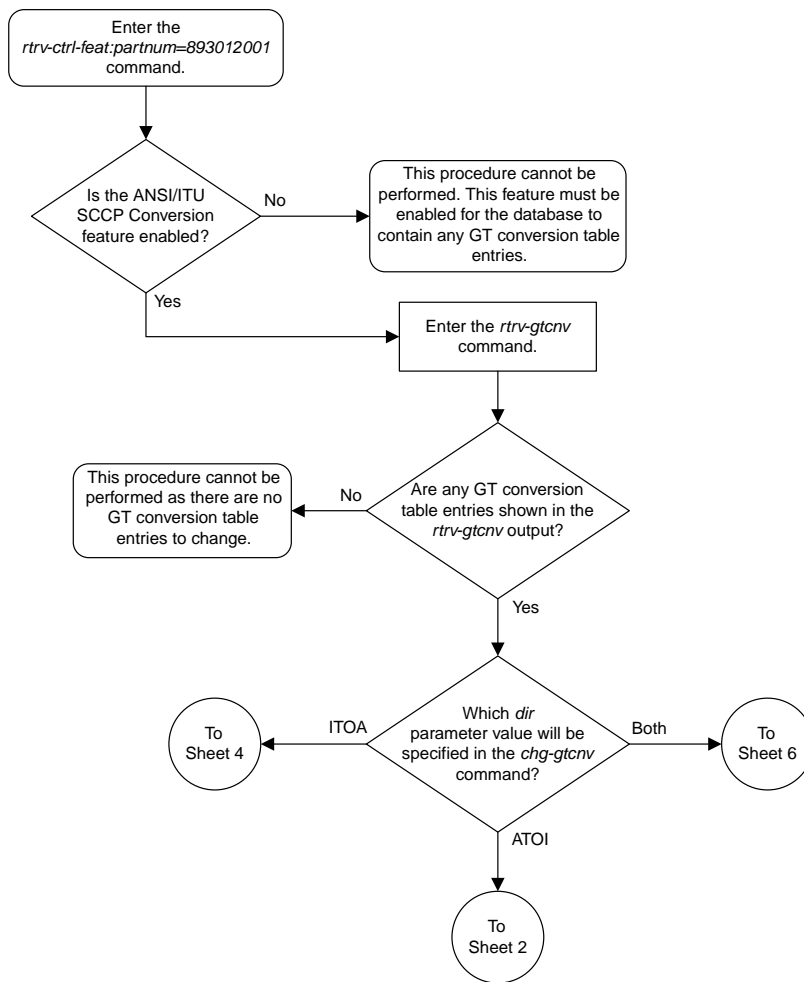 Enter the
rtrv-ctrl-feat:partnum=893012001
command.
Is the ANSI/ITU
SCCP Conversion
feature enabled?
No
This procedure cannot be
performed. This feature must be
enabled for the database to
contain any GT conversion table
entries.
Yes
Enter the rtrv-gtcnv
command.
Are any GT conversion
table entries shown in the
rtrv-gtcnv output?
No
This procedure cannot be
performed as there are no
GT conversion table
entries to change.
Yes
Which dir
parameter value will be
specified in the chg-gtcnv
command?
ITOA
To
Sheet 4
Both
To
Sheet 6
ATOI
To
Sheet 2